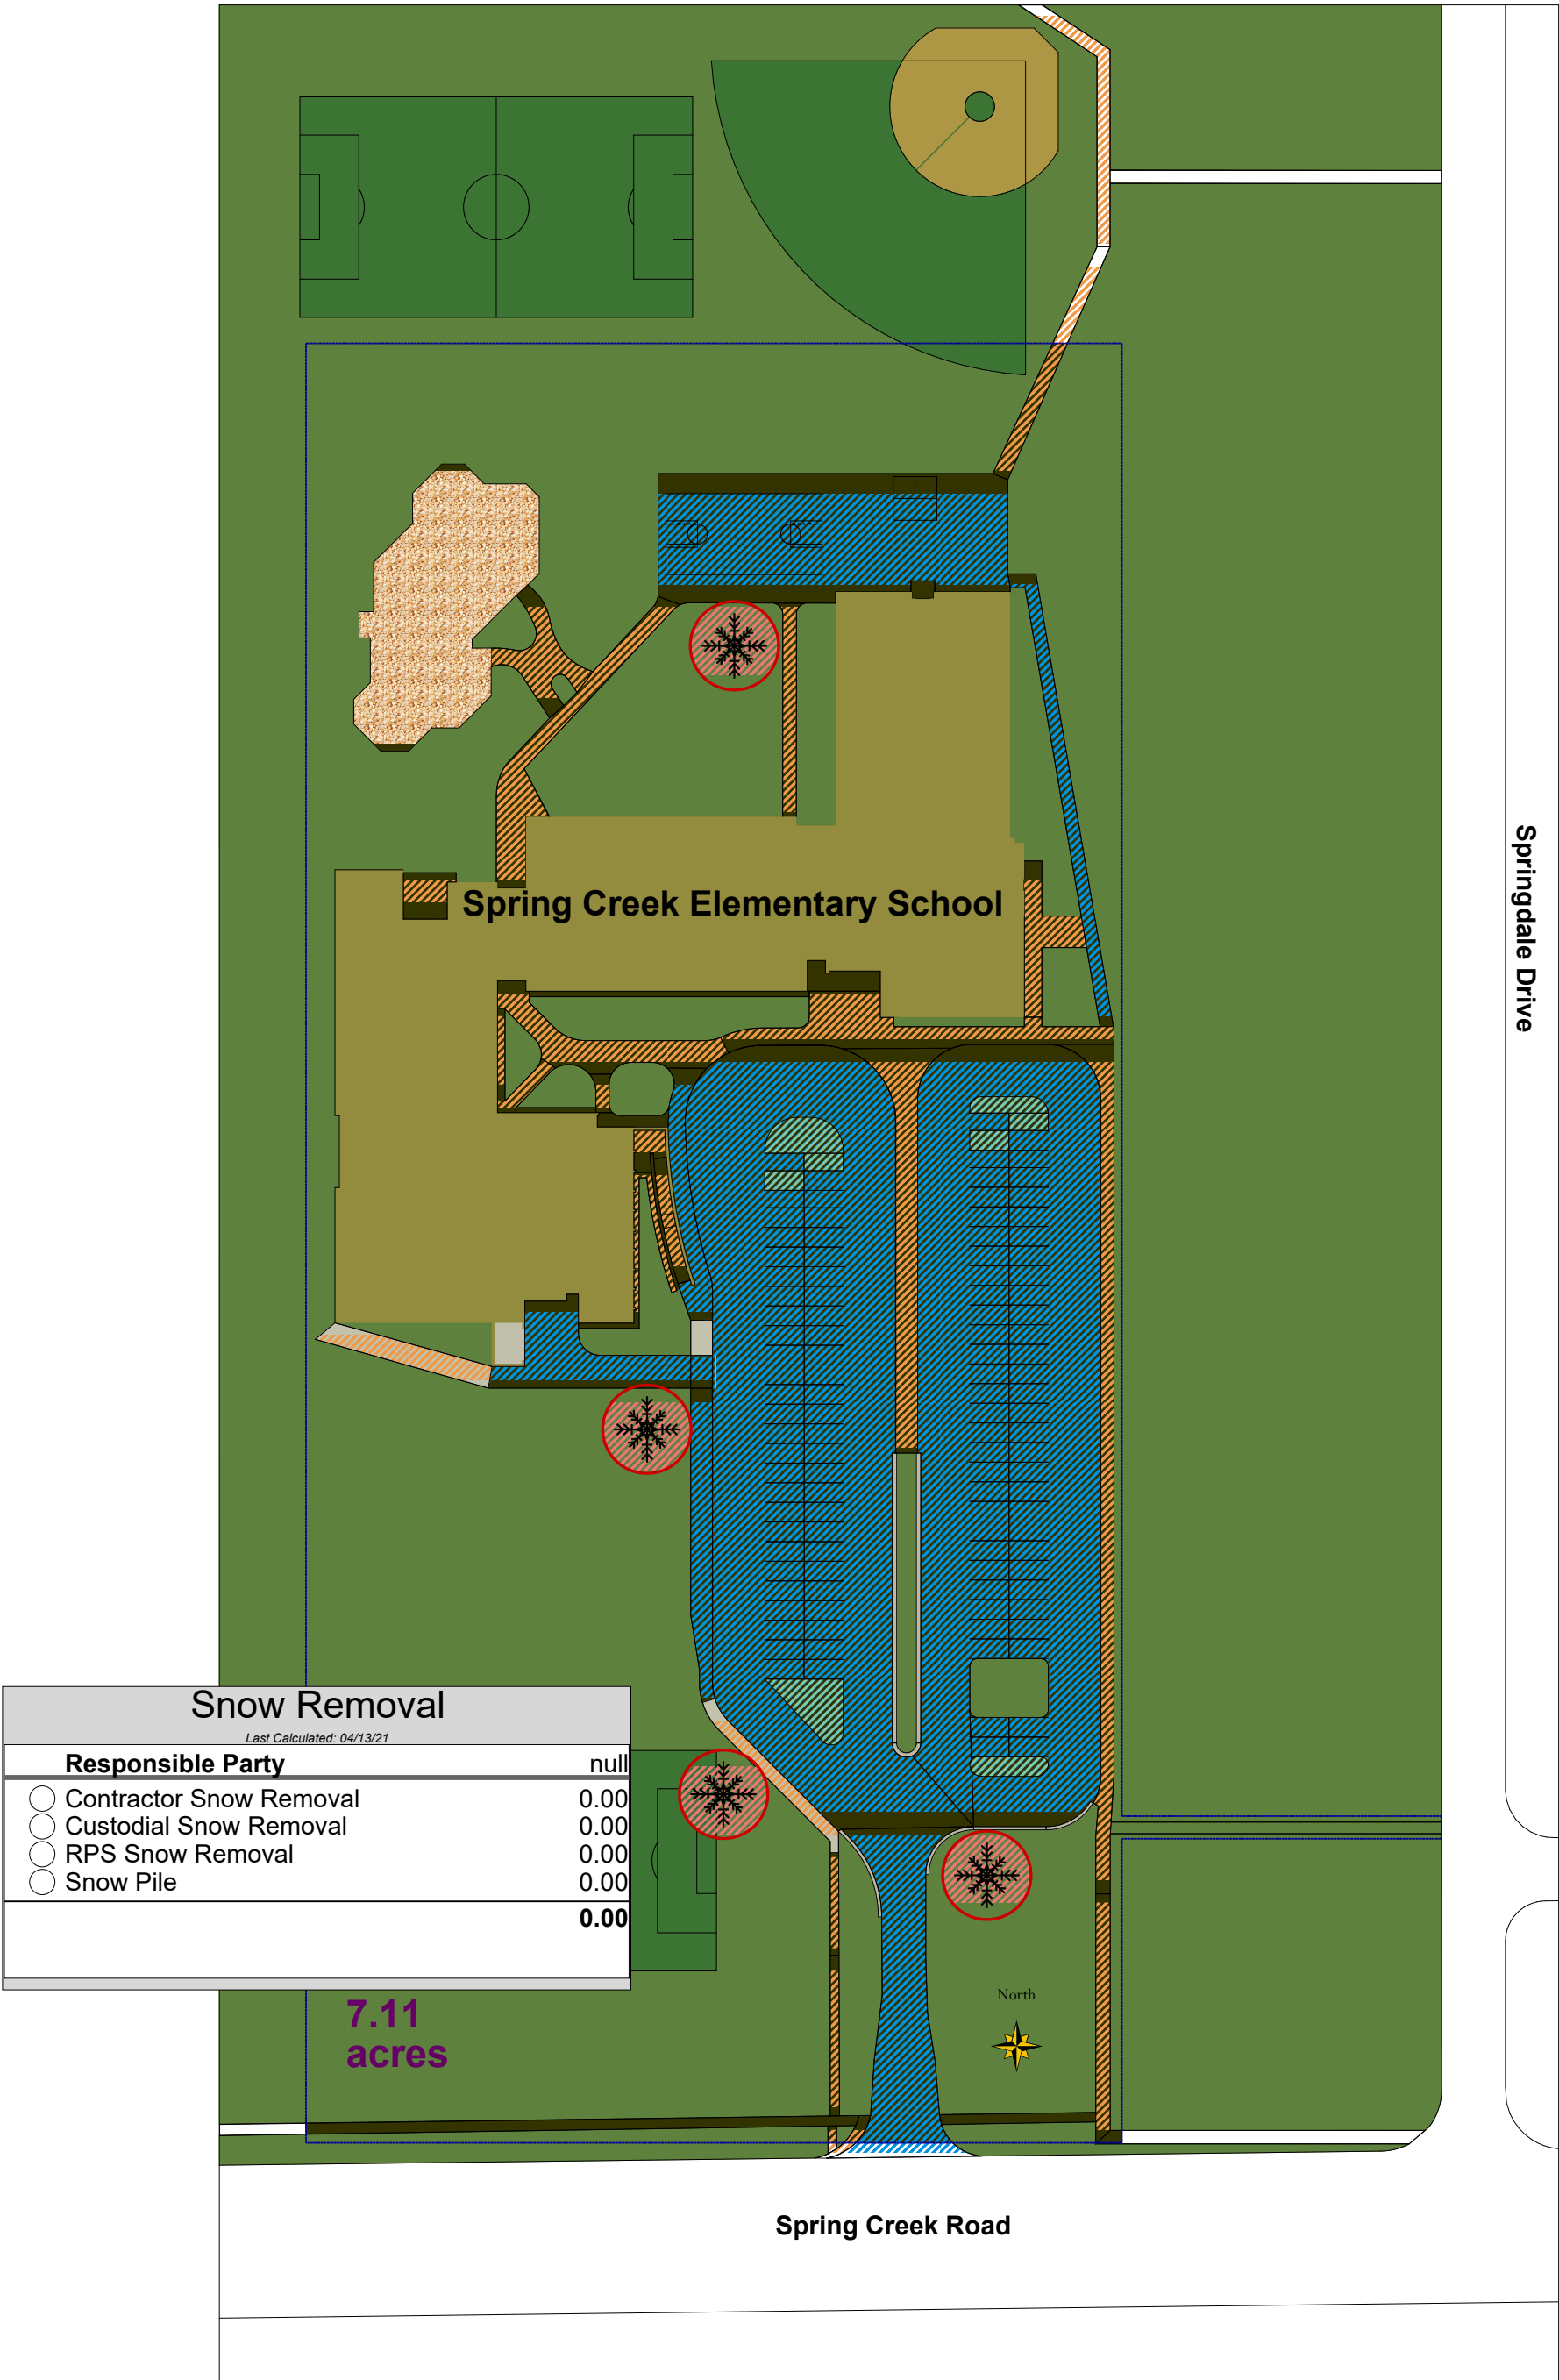 Spring Creek Elementary School
Springdale Drive
Snow Removal
Last Calculated: 04/13/21
Responsible Party null
Contractor Snow Removal 0.00
Custodial Snow Removal 0.00
RPS Snow Removal 0.00
Snow Pile 0.00
0.00
North
7.11
acres
Spring Creek Road